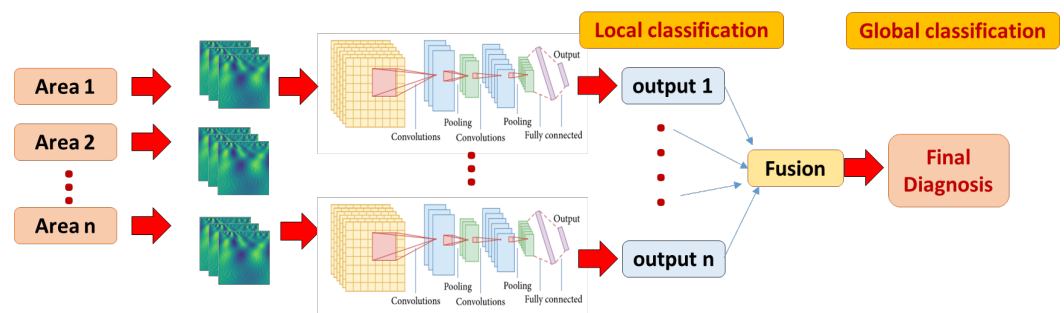 Local classification
Global classification
Area 1
Area 2
Area n
Output
Pooling
Pooling
Convolutions
Convolutions
Fully connected
output 1
Fusion
Final
Diagnosis
Output
Pooling
Pooling
Convolutions
Convolutions
Fully connected
output n